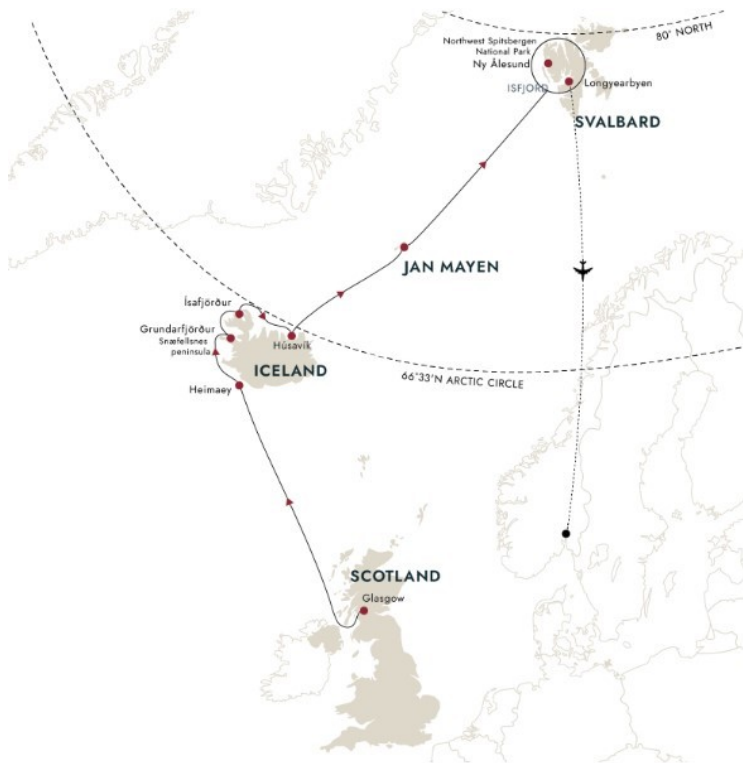 80° NORTH
Northwest Spitsbergen
National Park
Ny Ålesund
Longyearbyen
ISFJORD
SVALBARD
JAN MAYEN
Ísafjörður
Grundarfjörður
Snæfellsnes
peninsula
Húsavík
ICELAND
66°33'N ARCTIC CIRCLE
Heimaey
SCOTLAND
Glasgow